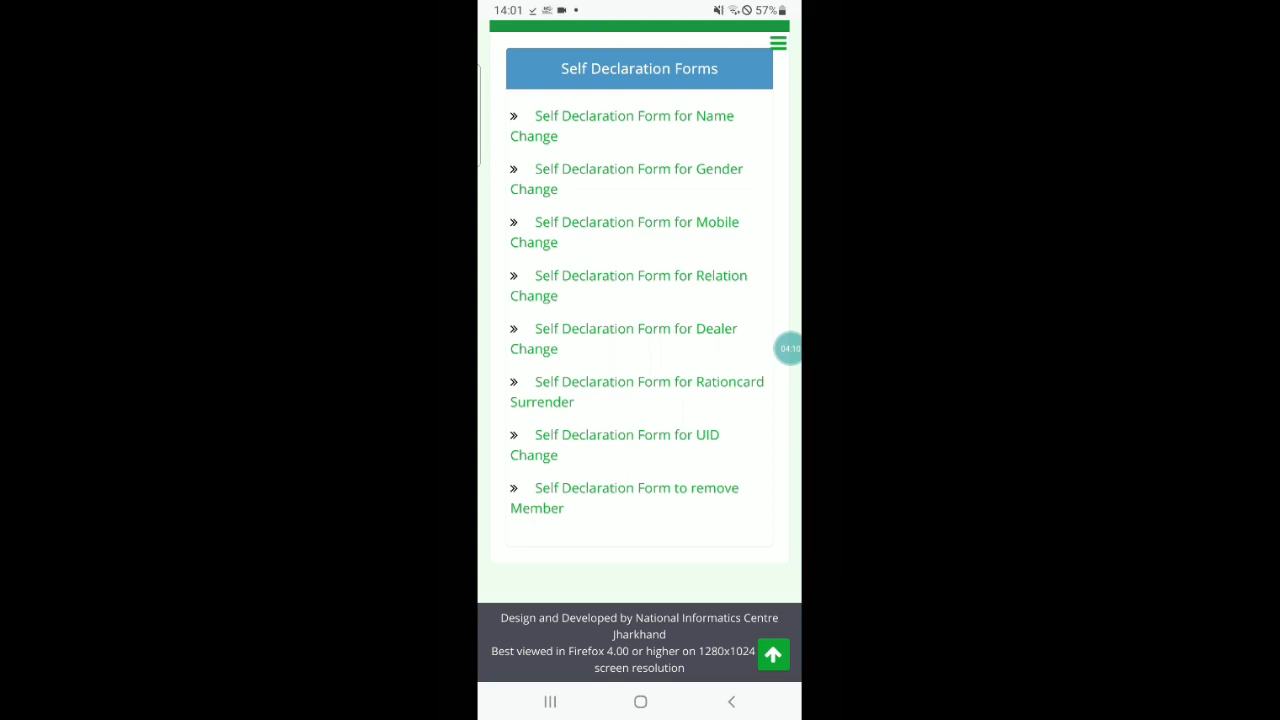 14:01
57%
Self Declaration Forms
» Self Declaration Form for Name
Change
» Self Declaration Form for Gender
Change
» Self Declaration Form for Mobile
Change
» Self Declaration Form for Relation
Change
» Self Declaration Form for Dealer
Change
04:10
» Self Declaration Form for Rationcard
Surrender
» Self Declaration Form for UID
Change
» Self Declaration Form to remove
Member
Design and Developed by National Informatics Centre
Jharkhand
Best viewed in Firefox 4.00 or higher on 1280x1024
screen resolution